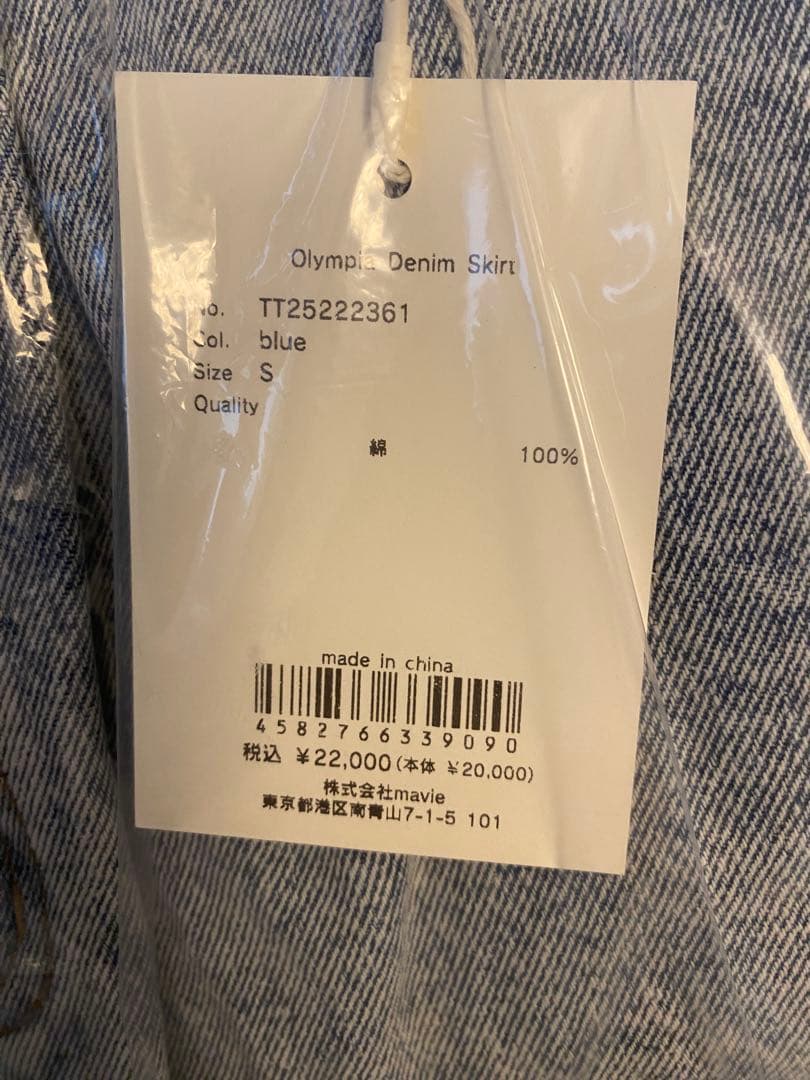 Olympia Denim Skirt
No. TT25222361
Col. blue
Size S
Quality
綿 100%
made in china
4582766339090
税込 ¥22,000(本体 ¥20,000)
株式会社mavie
東京都港区南青山7-1-5 101